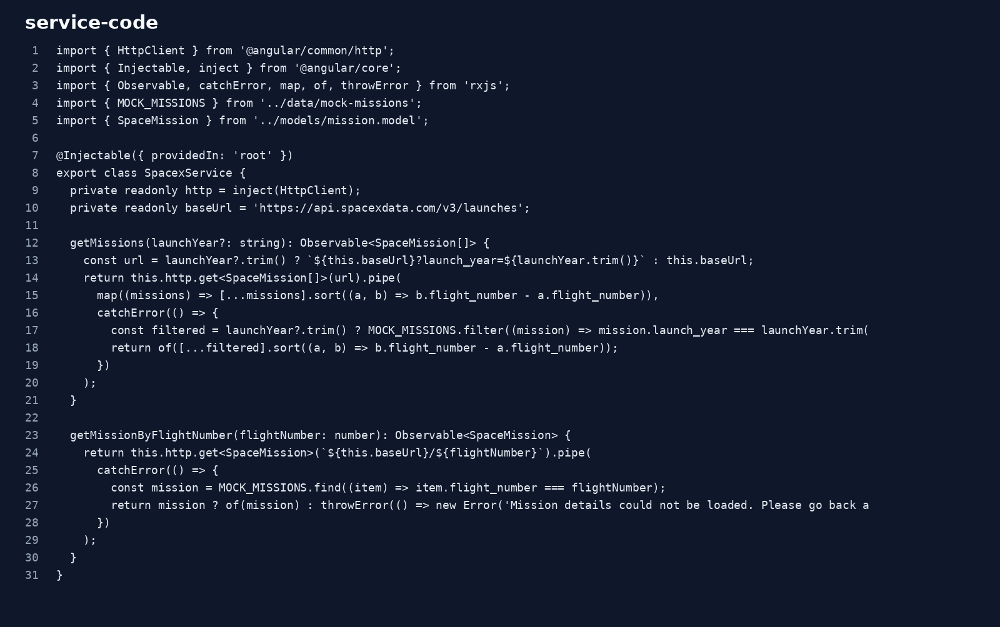 service-code
1 import { HttpClient } from '@angular/common/http';
2 import { Injectable, inject } from '@angular/core';
3 import { Observable, catchError, map, of, throwError } from 'rxjs';
4 import { MOCK_MISSIONS } from '../data/mock-missions';
5 import { SpaceMission } from '../models/mission.model';
6
7 @Injectable({ providedIn: 'root' })
8 export class SpacexService {
9   private readonly http = inject(HttpClient);
10   private readonly baseUrl = 'https://api.spacexdata.com/v3/launches';
11
12   getMissions(launchYear?: string): Observable<SpaceMission[]> {
13     const url = launchYear?.trim() ? `${this.baseUrl}?launch_year=${launchYear.trim()}` : this.baseUrl;
14     return this.http.get<SpaceMission[]>(url).pipe(
15       map((missions) => [...missions].sort((a, b) => b.flight_number - a.flight_number)),
16       catchError(() => {
17         const filtered = launchYear?.trim() ? MOCK_MISSIONS.filter((mission) => mission.launch_year === launchYear.trim(
18         return of([...filtered].sort((a, b) => b.flight_number - a.flight_number));
19       })
20     );
21   }
22
23   getMissionByFlightNumber(flightNumber: number): Observable<SpaceMission> {
24     return this.http.get<SpaceMission>(`${this.baseUrl}/${flightNumber}`).pipe(
25       catchError(() => {
26         const mission = MOCK_MISSIONS.find((item) => item.flight_number === flightNumber);
27         return mission ? of(mission) : throwError(() => new Error('Mission details could not be loaded. Please go back a
28       })
29     );
30   }
31 }